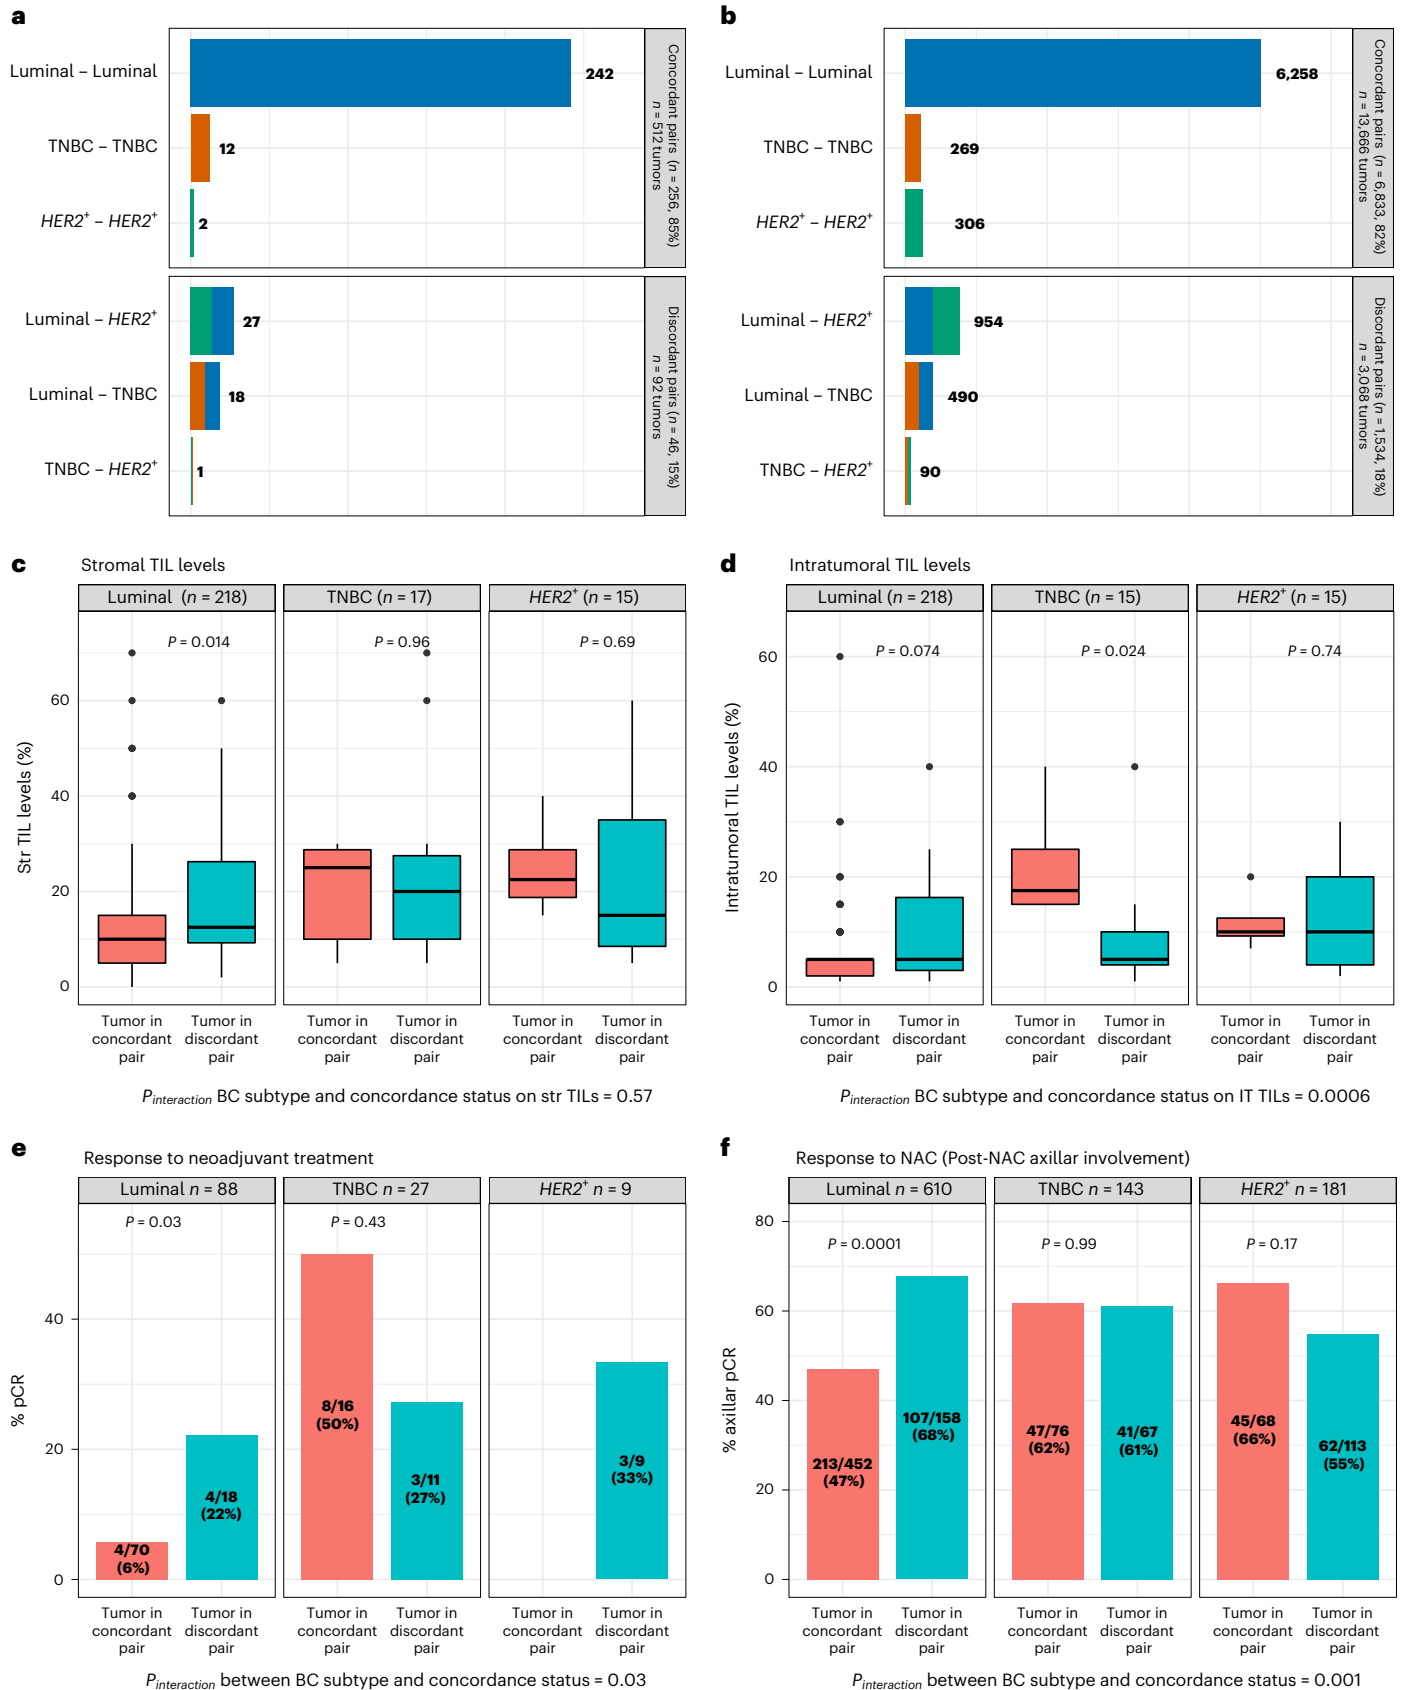 a
Luminal – Luminal
242
TNBC – TNBC
12
HER2⁺ – HER2⁺
2
Concordant pairs (n = 256, 85%)
n = 512 tumors
Luminal – HER2⁺
27
Luminal – TNBC
18
TNBC – HER2⁺
1
Discordant pairs (n = 46, 15%)
n = 92 tumors
b
Luminal – Luminal
6,258
TNBC – TNBC
269
HER2⁺ – HER2⁺
306
Concordant pairs (n = 6,833, 82%)
n = 13,666 tumors
Luminal – HER2⁺
954
Luminal – TNBC
490
TNBC – HER2⁺
90
Discordant pairs (n = 1,534, 18%)
n = 3,068 tumors
c
Stromal TIL levels
Luminal (n = 218)
TNBC (n = 17)
HER2⁺ (n = 15)
P = 0.014
P = 0.96
P = 0.69
Str TIL levels (%)
60
40
20
0
Tumor in
concordant
pair
Tumor in
discordant
pair
Tumor in
concordant
pair
Tumor in
discordant
pair
Tumor in
concordant
pair
Tumor in
discordant
pair
Pinteraction BC subtype and concordance status on str TILs = 0.57
d
Intratumoral TIL levels
Luminal (n = 218)
TNBC (n = 15)
HER2⁺ (n = 15)
P = 0.074
P = 0.024
P = 0.74
Intratumoral TIL levels (%)
60
40
20
0
Tumor in
concordant
pair
Tumor in
discordant
pair
Tumor in
concordant
pair
Tumor in
discordant
pair
Tumor in
concordant
pair
Tumor in
discordant
pair
Pinteraction BC subtype and concordance status on IT TILs = 0.0006
e
Response to neoadjuvant treatment
Luminal n = 88
TNBC n = 27
HER2⁺ n = 9
P = 0.03
P = 0.43
% pCR
40
20
0
4/70
(6%)
4/18
(22%)
8/16
(50%)
3/11
(27%)
3/9
(33%)
Tumor in
concordant
pair
Tumor in
discordant
pair
Tumor in
concordant
pair
Tumor in
discordant
pair
Tumor in
concordant
pair
Tumor in
discordant
pair
Pinteraction between BC subtype and concordance status = 0.03
f
Response to NAC (Post-NAC axillar involvement)
Luminal n = 610
TNBC n = 143
HER2⁺ n = 181
P = 0.0001
P = 0.99
P = 0.17
% axillar pCR
80
60
40
20
0
213/452
(47%)
107/158
(68%)
47/76
(62%)
41/67
(61%)
45/68
(66%)
62/113
(55%)
Tumor in
concordant
pair
Tumor in
discordant
pair
Tumor in
concordant
pair
Tumor in
discordant
pair
Tumor in
concordant
pair
Tumor in
discordant
pair
Pinteraction between BC subtype and concordance status = 0.001